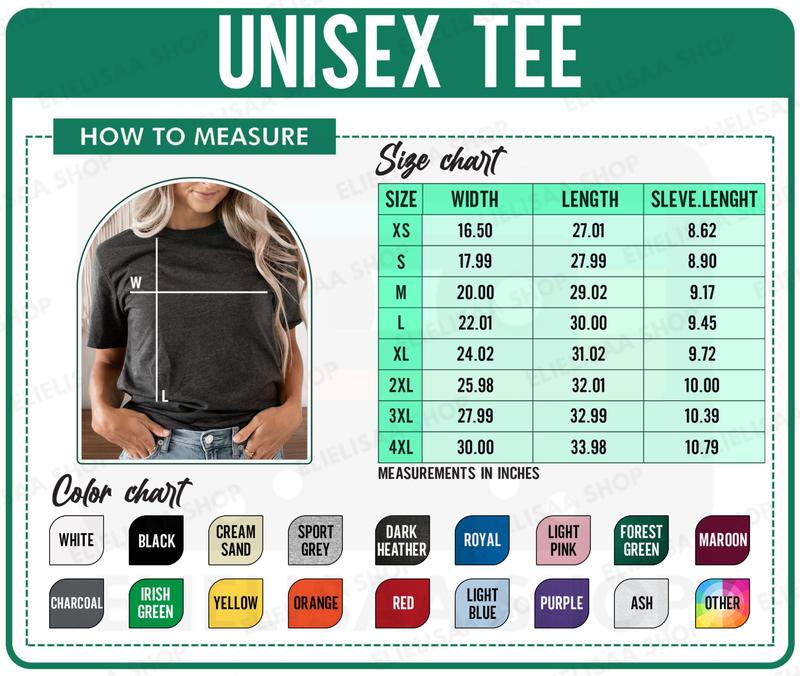 UNISEX TEE
HOW TO MEASURE
W
L
Size chart
SIZE WIDTH LENGTH SLEVE.LENGHT
XS 16.50 27.01 8.62
S 17.99 27.99 8.90
M 20.00 29.02 9.17
L 22.01 30.00 9.45
XL 24.02 31.02 9.72
2XL 25.98 32.01 10.00
3XL 27.99 32.99 10.39
4XL 30.00 33.98 10.79
MEASUREMENTS IN INCHES
Color chart
WHITE
BLACK
CREAM
SAND
SPORT
GREY
DARK
HEATHER
ROYAL
LIGHT
PINK
FOREST
GREEN
MAROON
CHARCOAL
IRISH
GREEN
YELLOW
ORANGE
RED
LIGHT
BLUE
PURPLE
ASH
OTHER
ELIELISAA SHOP